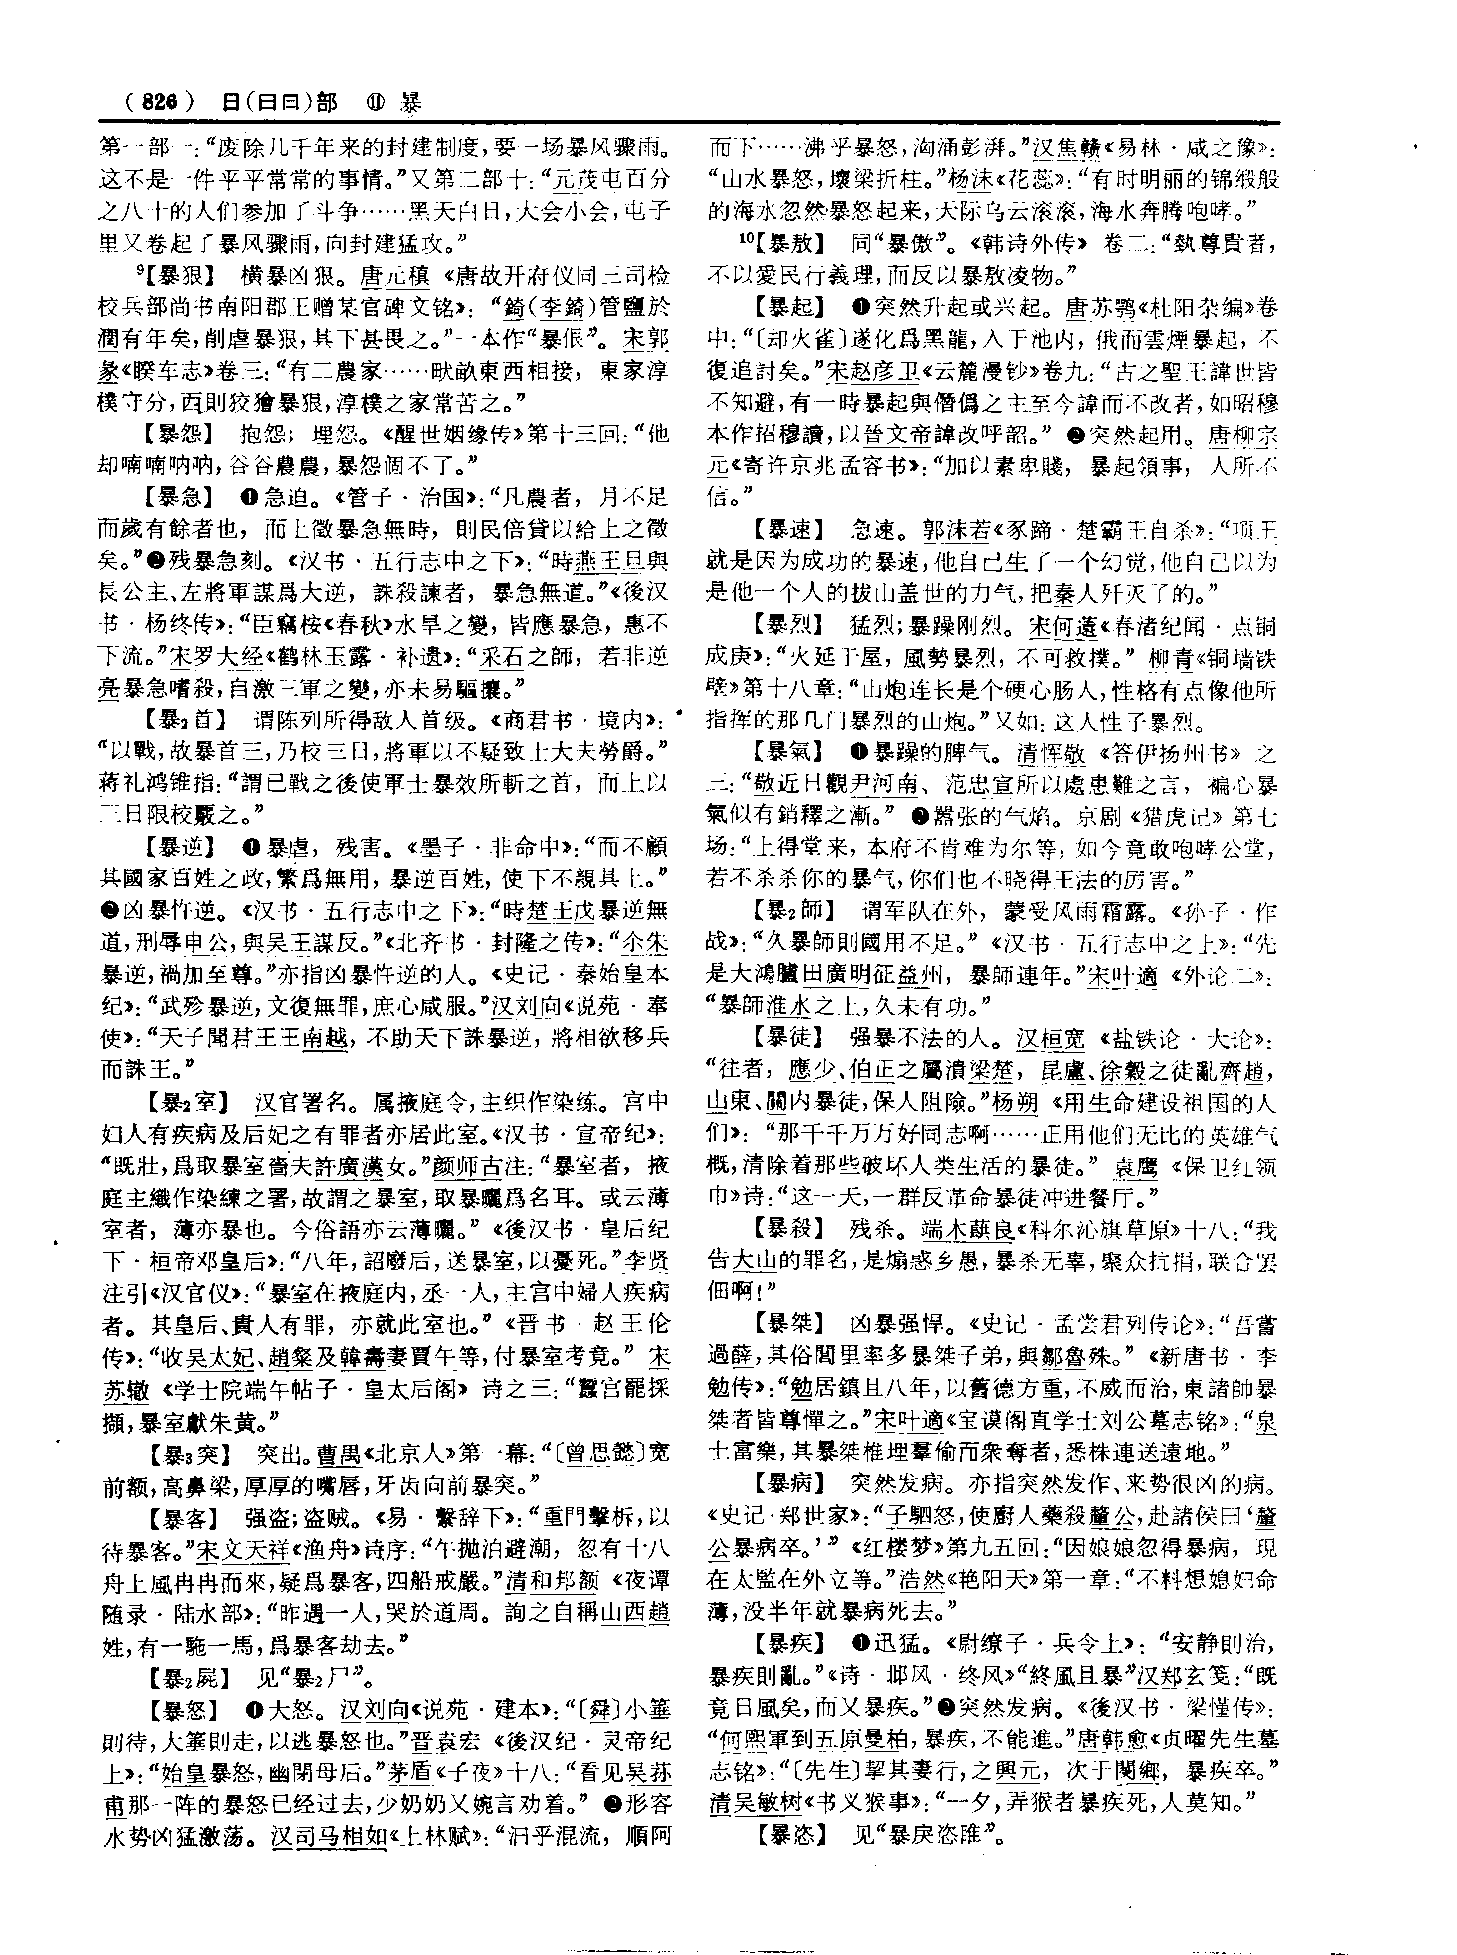 (826) 日(日曰)部 ⑪ 暴
第一部一：“废除几千年来的封建制度，要一场暴风骤雨。
这不是一件平平常常的事情。”又第二部十：“元茂屯百分
之八十的人们参加了斗争……黑天白日，大会小会，屯子
里又卷起了暴风骤雨，向封建猛攻。”
⁹【暴狠】 横暴凶狠。唐元稹《唐故开府仪同三司检
校兵部尚书南阳郡王赠某官碑文铭》：“錡(李錡)管鹽於
潤有年矣，削虐暴狠，其下甚畏之。”一本作“暴倀”。宋郭
彖《睽车志》卷三：“有二農家……畎畝東西相接，東家淳
樸守分，西則狡獪暴狠，淳樸之家常苦之。”
【暴怨】 抱怨；埋怨。《醒世姻缘传》第十三回：“他
却喃喃呐呐，谷谷農農，暴怨個不了。”
【暴急】 ❶急迫。《管子·治国》：“凡農者，月不足
而歲有餘者也，而上徵暴急無時，則民倍貸以給上之徵
矣。”❷残暴急刻。《汉书·五行志中之下》：“時燕王旦與
長公主、左將軍謀爲大逆，誅殺諫者，暴急無道。”《後汉
书·杨终传》：“臣竊桉《春秋》水旱之變，皆應暴急，惠不
下流。”宋罗大经《鹤林玉露·补遗》：“采石之師，若非逆
亮暴急嗜殺，自激三軍之變，亦未易驅攘。”
【暴₂首】 谓陈列所得敌人首级。《商君书·境内》：
“以戰，故暴首三，乃校三日，將軍以不疑致士大夫勞爵。”
蒋礼鸿锥指：“謂已戰之後使軍士暴效所斬之首，而上以
三日限校覈之。”
【暴逆】 ❶暴虐，残害。《墨子·非命中》：“而不顧
其國家百姓之政，繁爲無用，暴逆百姓，使下不親其上。”
❷凶暴忤逆。《汉书·五行志中之下》：“時楚王戊暴逆無
道，刑辱申公，與吴王謀反。”《北齐书·封隆之传》：“尒朱
暴逆，禍加至尊。”亦指凶暴忤逆的人。《史记·秦始皇本
纪》：“武殄暴逆，文復無罪，庶心咸服。”汉刘向《说苑·奉
使》：“天子聞君王王南越，不助天下誅暴逆，將相欲移兵
而誅王。”
【暴₂室】 汉官署名。属掖庭令，主织作染练。宫中
妇人有疾病及后妃之有罪者亦居此室。《汉书·宣帝纪》：
“既壯，爲取暴室嗇夫許廣漢女。”颜师古注：“暴室者，掖
庭主織作染練之署，故謂之暴室，取暴曬爲名耳。或云薄
室者，薄亦暴也。今俗語亦云薄曬。”《後汉书·皇后纪
下·桓帝邓皇后》：“八年，詔廢后，送暴室，以憂死。”李贤
注引《汉官仪》：“暴室在掖庭内，丞一人，主宫中婦人疾病
者。其皇后、貴人有罪，亦就此室也。”《晋书·赵王伦
传》：“收吴太妃、趙粲及韓壽妻賈午等，付暴室考竟。”宋
苏辙《学士院端午帖子·皇太后阁》诗之三：“蠶宫罷採
擷，暴室獻朱黄。”
【暴₃突】 突出。曹禺《北京人》第一幕：“〔曾思懿〕宽
前额，高鼻梁，厚厚的嘴唇，牙齿向前暴突。”
【暴客】 强盗；盗贼。《易·繫辞下》：“重門擊柝，以
待暴客。”宋文天祥《渔舟》诗序：“午抛泊避潮，忽有十八
舟上風冉冉而來，疑爲暴客，四船戒嚴。”清和邦额《夜谭
随录·陆水部》：“昨遇一人，哭於道周。詢之自稱山西趙
姓，有一驼一馬，爲暴客劫去。”
【暴₂屍】 见“暴₂尸”。
【暴怒】 ❶大怒。汉刘向《说苑·建本》：“〔舜〕小箠
則待，大箠則走，以逃暴怒也。”晋袁宏《後汉纪·灵帝纪
上》：“始皇暴怒，幽閉母后。”茅盾《子夜》十八：“看见吴荪
甫那一阵的暴怒已经过去，少奶奶又婉言劝着。” ❷形容
水势凶猛激荡。汉司马相如《上林赋》：“汩乎混流，順阿
而下……沸乎暴怒，洶涌彭湃。”汉焦赣《易林·咸之豫》：
“山水暴怒，壞梁折柱。”杨沫《花蕊》：“有时明丽的锦缎般
的海水忽然暴怒起来，天际乌云滚滚，海水奔腾咆哮。”
¹⁰【暴敖】 同“暴傲”。《韩诗外传》卷二：“執尊貴者，
不以愛民行義理，而反以暴敖凌物。”
【暴起】 ❶突然升起或兴起。唐苏鹗《杜阳杂编》卷
中：“〔却火雀〕遂化爲黑龍，入于池内，俄而雲煙暴起，不
復追討矣。”宋赵彦卫《云麓漫钞》卷九：“古之聖王諱世皆
不知避，有一時暴起與僭僞之主至今諱而不改者，如昭穆
本作招穆讀，以晉文帝諱改呼韶。” ❷突然起用。唐柳宗
元《寄许京兆孟容书》：“加以素卑賤，暴起領事，人所不
信。”
【暴速】 急速。郭沫若《豕蹄·楚霸王自杀》：“项王
就是因为成功的暴速，他自己生了一个幻觉，他自己以为
是他一个人的拔山盖世的力气，把秦人歼灭了的。”
【暴烈】 猛烈；暴躁刚烈。宋何薳《春渚纪闻·点铜
成庚》：“火延于屋，風勢暴烈，不可救撲。” 柳青《铜墙铁
壁》第十八章：“山炮连长是个硬心肠人，性格有点像他所
指挥的那几门暴烈的山炮。”又如：这人性子暴烈。
【暴氣】 ❶暴躁的脾气。清恽敬《答伊扬州书》之
三：“敬近日觀尹河南、范忠宣所以處患難之言，褊心暴
氣似有銷釋之漸。” ❷嚣张的气焰。京剧《猎虎记》第七
场：“上得堂来，本府不肯难为尔等，如今竟敢咆哮公堂，
若不杀杀你的暴气，你们也不晓得王法的厉害。”
【暴₂師】 谓军队在外，蒙受风雨霜露。《孙子·作
战》：“久暴師則國用不足。”《汉书·五行志中之上》：“先
是大鴻臚田廣明征益州，暴師連年。”宋叶適《外论二》：
“暴師淮水之上，久未有功。”
【暴徒】 强暴不法的人。汉桓宽《盐铁论·大论》：
“往者，應少、伯正之屬潰梁楚，昆盧、徐榖之徒亂齊趙，
山東、關内暴徒，保人阻險。”杨朔《用生命建设祖国的人
们》：“那千千万万好同志啊……正用他们无比的英雄气
概，清除着那些破坏人类生活的暴徒。” 袁鹰《保卫红领
巾》诗：“这一天，一群反革命暴徒冲进餐厅。”
【暴殺】 残杀。端木蕻良《科尔沁旗草原》十八：“我
告大山的罪名，是煽惑乡愚，暴杀无辜，聚众抗捐，联合罢
佃啊！”
【暴桀】 凶暴强悍。《史记·孟尝君列传论》：“吾嘗
過薛，其俗閭里率多暴桀子弟，與鄒魯殊。”《新唐书·李
勉传》：“勉居鎮且八年，以舊德方重，不威而治，東諸帥暴
桀者皆尊憚之。”宋叶適《宝谟阁直学士刘公墓志铭》：“泉
土富樂，其暴桀椎埋羣偷而衆奪者，悉株連送遠地。”
【暴病】 突然发病。亦指突然发作、来势很凶的病。
《史记·郑世家》：“子駟怒，使廚人藥殺釐公，赴諸侯曰‘釐
公暴病卒。’”《红楼梦》第九五回：“因娘娘忽得暴病，現
在太監在外立等。”浩然《艳阳天》第一章：“不料想媳妇命
薄，没半年就暴病死去。”
【暴疾】 ❶迅猛。《尉缭子·兵令上》：“安静則治，
暴疾則亂。”《诗·邶风·终风》“終風且暴”汉郑玄笺：“既
竟日風矣，而又暴疾。”❷突然发病。《後汉书·梁慬传》：
“何熙軍到五原曼柏，暴疾，不能進。”唐韩愈《贞曜先生墓
志铭》：“〔先生〕挈其妻行，之興元，次于閺鄉，暴疾卒。”
清吴敏树《书义猴事》：“一夕，弄猴者暴疾死，人莫知。”
【暴恣】 见“暴戾恣睢”。